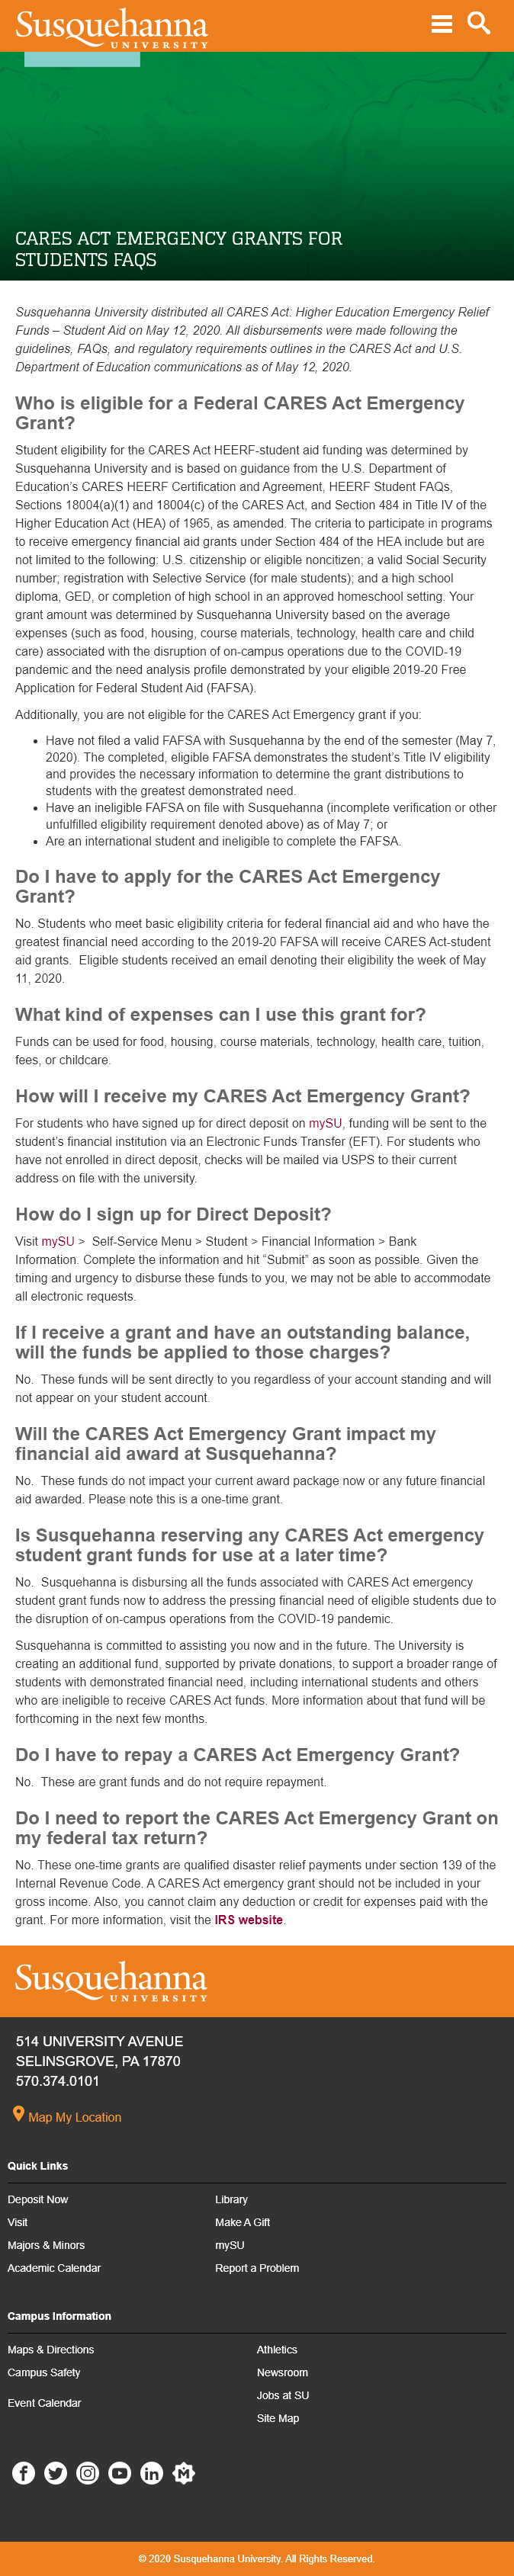 Susquehanna
UNIVERSITY
CARES ACT EMERGENCY GRANTS FOR
STUDENTS FAQS
Susquehanna University distributed all CARES Act: Higher Education Emergency Relief
Funds – Student Aid on May 12, 2020. All disbursements were made following the
guidelines, FAQs, and regulatory requirements outlines in the CARES Act and U.S.
Department of Education communications as of May 12, 2020.
Who is eligible for a Federal CARES Act Emergency
Grant?
Student eligibility for the CARES Act HEERF-student aid funding was determined by
Susquehanna University and is based on guidance from the U.S. Department of
Education’s CARES HEERF Certification and Agreement, HEERF Student FAQs,
Sections 18004(a)(1) and 18004(c) of the CARES Act, and Section 484 in Title IV of the
Higher Education Act (HEA) of 1965, as amended. The criteria to participate in programs
to receive emergency financial aid grants under Section 484 of the HEA include but are
not limited to the following: U.S. citizenship or eligible noncitizen; a valid Social Security
number; registration with Selective Service (for male students); and a high school
diploma, GED, or completion of high school in an approved homeschool setting. Your
grant amount was determined by Susquehanna University based on the average
expenses (such as food, housing, course materials, technology, health care and child
care) associated with the disruption of on-campus operations due to the COVID-19
pandemic and the need analysis profile demonstrated by your eligible 2019-20 Free
Application for Federal Student Aid (FAFSA).
Additionally, you are not eligible for the CARES Act Emergency grant if you:
• Have not filed a valid FAFSA with Susquehanna by the end of the semester (May 7,
2020). The completed, eligible FAFSA demonstrates the student’s Title IV eligibility
and provides the necessary information to determine the grant distributions to
students with the greatest demonstrated need.
• Have an ineligible FAFSA on file with Susquehanna (incomplete verification or other
unfulfilled eligibility requirement denoted above) as of May 7; or
• Are an international student and ineligible to complete the FAFSA.
Do I have to apply for the CARES Act Emergency
Grant?
No. Students who meet basic eligibility criteria for federal financial aid and who have the
greatest financial need according to the 2019-20 FAFSA will receive CARES Act-student
aid grants.  Eligible students received an email denoting their eligibility the week of May
11, 2020.
What kind of expenses can I use this grant for?
Funds can be used for food, housing, course materials, technology, health care, tuition,
fees, or childcare.
How will I receive my CARES Act Emergency Grant?
For students who have signed up for direct deposit on mySU, funding will be sent to the
student’s financial institution via an Electronic Funds Transfer (EFT). For students who
have not enrolled in direct deposit, checks will be mailed via USPS to their current
address on file with the university.
How do I sign up for Direct Deposit?
Visit mySU >  Self-Service Menu > Student > Financial Information > Bank
Information. Complete the information and hit “Submit” as soon as possible. Given the
timing and urgency to disburse these funds to you, we may not be able to accommodate
all electronic requests.
If I receive a grant and have an outstanding balance,
will the funds be applied to those charges?
No.  These funds will be sent directly to you regardless of your account standing and will
not appear on your student account.
Will the CARES Act Emergency Grant impact my
financial aid award at Susquehanna?
No.  These funds do not impact your current award package now or any future financial
aid awarded. Please note this is a one-time grant.
Is Susquehanna reserving any CARES Act emergency
student grant funds for use at a later time?
No.  Susquehanna is disbursing all the funds associated with CARES Act emergency
student grant funds now to address the pressing financial need of eligible students due to
the disruption of on-campus operations from the COVID-19 pandemic.
Susquehanna is committed to assisting you now and in the future. The University is
creating an additional fund, supported by private donations, to support a broader range of
students with demonstrated financial need, including international students and others
who are ineligible to receive CARES Act funds. More information about that fund will be
forthcoming in the next few months.
Do I have to repay a CARES Act Emergency Grant?
No.  These are grant funds and do not require repayment.
Do I need to report the CARES Act Emergency Grant on
my federal tax return?
No. These one-time grants are qualified disaster relief payments under section 139 of the
Internal Revenue Code. A CARES Act emergency grant should not be included in your
gross income. Also, you cannot claim any deduction or credit for expenses paid with the
grant. For more information, visit the IRS website.
Susquehanna
UNIVERSITY
514 UNIVERSITY AVENUE
SELINSGROVE, PA 17870
570.374.0101
Map My Location
Quick Links
Deposit Now
Visit
Majors & Minors
Academic Calendar
Library
Make A Gift
mySU
Report a Problem
Campus Information
Maps & Directions
Campus Safety
Event Calendar
Athletics
Newsroom
Jobs at SU
Site Map
© 2020 Susquehanna University. All Rights Reserved.